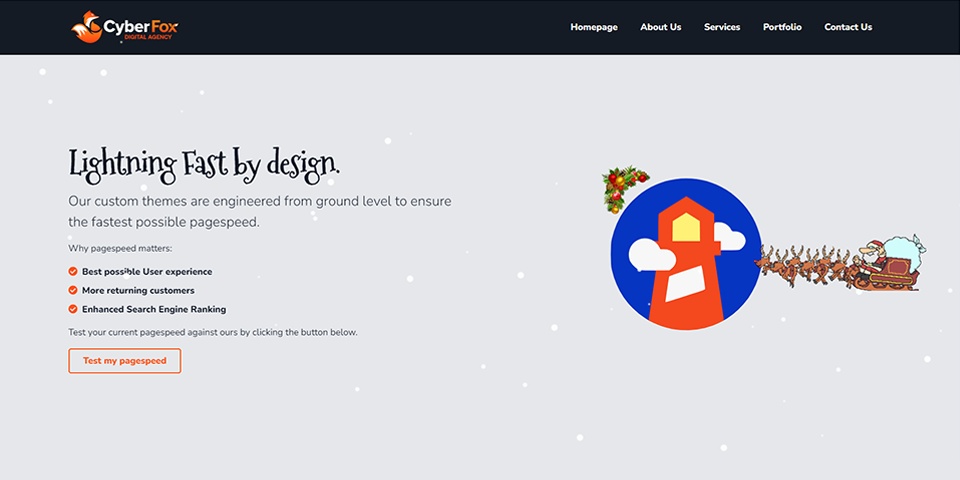 CyberFox
DIGITAL AGENCY
Homepage
About Us
Services
Portfolio
Contact Us
Lightning Fast by design.
Our custom themes are engineered from ground level to ensure
the fastest possible pagespeed.
Why pagespeed matters:
Best possible User experience
More returning customers
Enhanced Search Engine Ranking
Test your current pagespeed against ours by clicking the button below.
Test my pagespeed